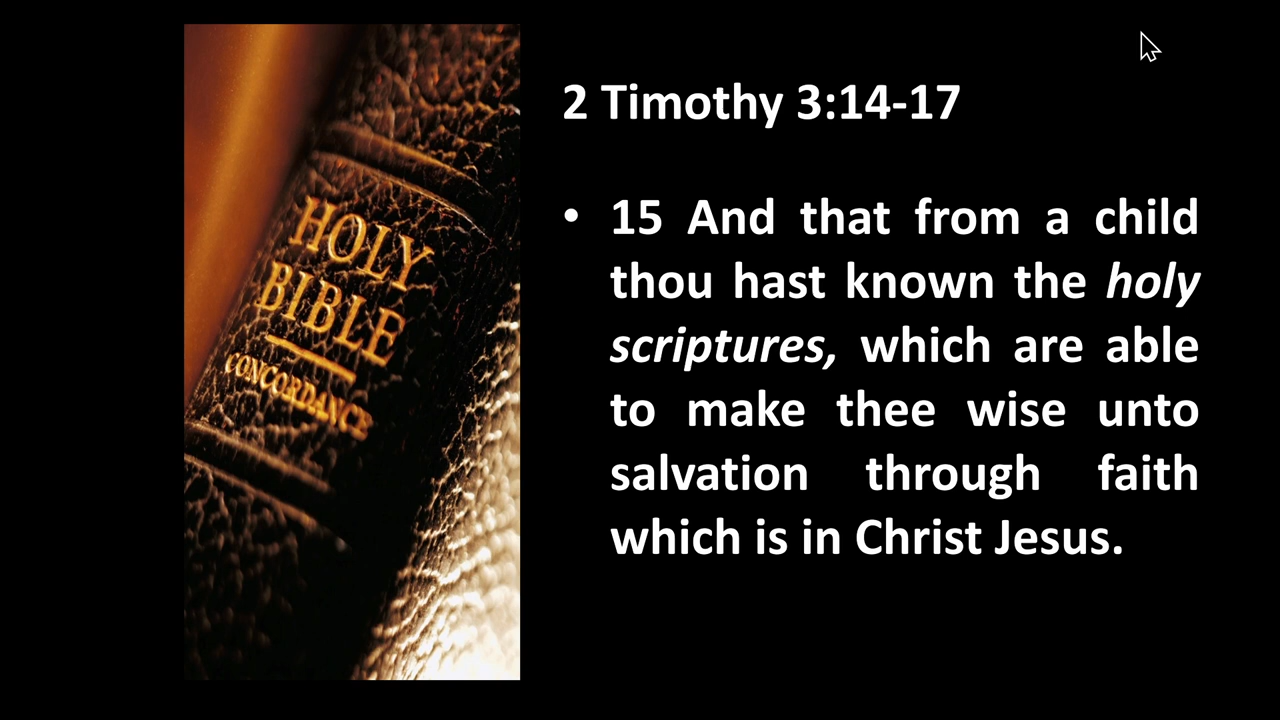 HOLY
BIBLE
CONCORDANCE
2 Timothy 3:14-17
• 15 And that from a child
thou hast known the holy
scriptures, which are able
to make thee wise unto
salvation through faith
which is in Christ Jesus.